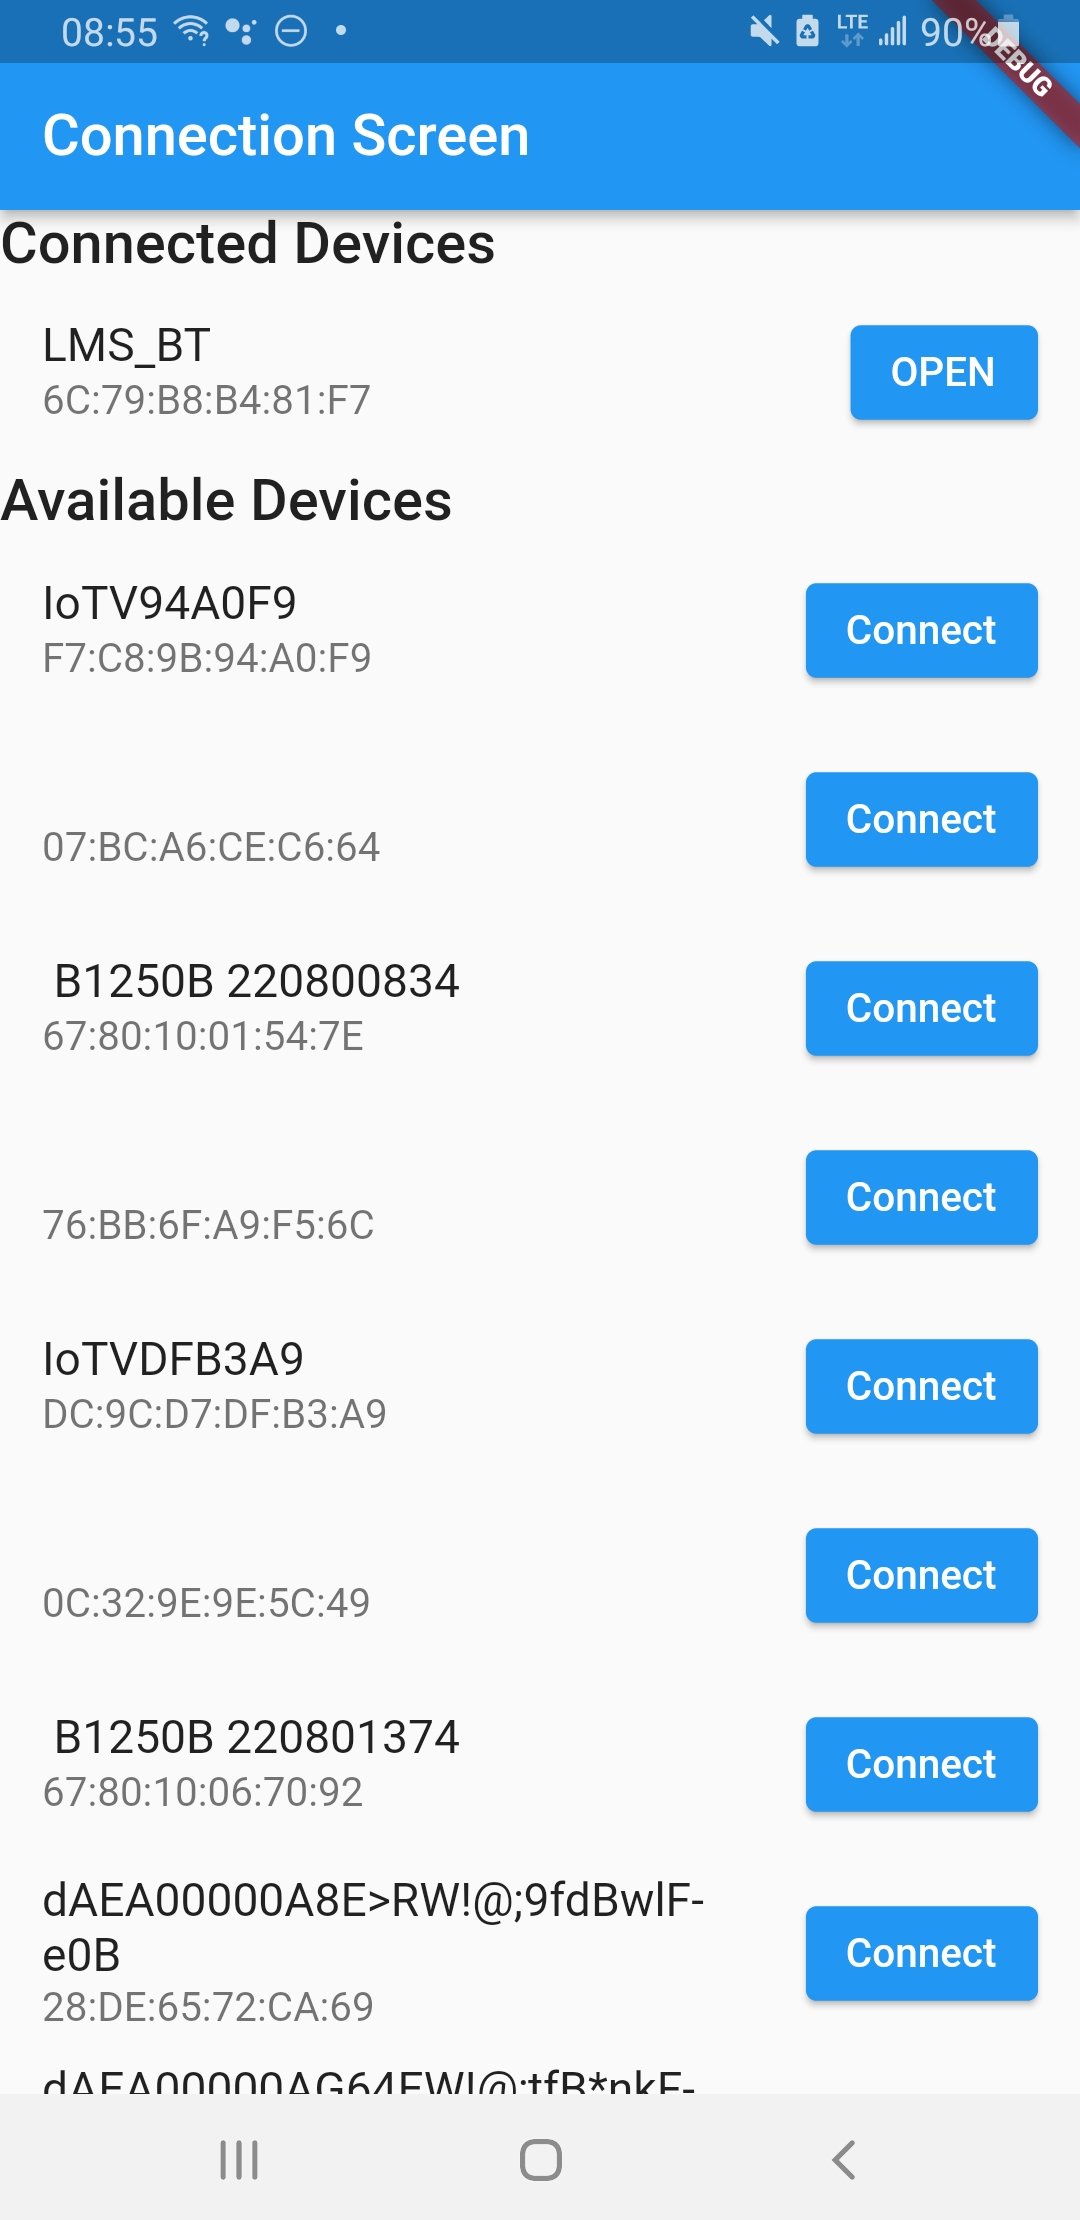 08:55
LTE
90%
DEBUG
Connection Screen
Connected Devices
LMS_BT
6C:79:B8:B4:81:F7
OPEN
Available Devices
IoTV94A0F9
F7:C8:9B:94:A0:F9
Connect
07:BC:A6:CE:C6:64
Connect
B1250B 220800834
67:80:10:01:54:7E
Connect
76:BB:6F:A9:F5:6C
Connect
IoTVDFB3A9
DC:9C:D7:DF:B3:A9
Connect
0C:32:9E:9E:5C:49
Connect
B1250B 220801374
67:80:10:06:70:92
Connect
dAEA00000A8E>RW!@;9fdBwlF-
e0B
28:DE:65:72:CA:69
Connect